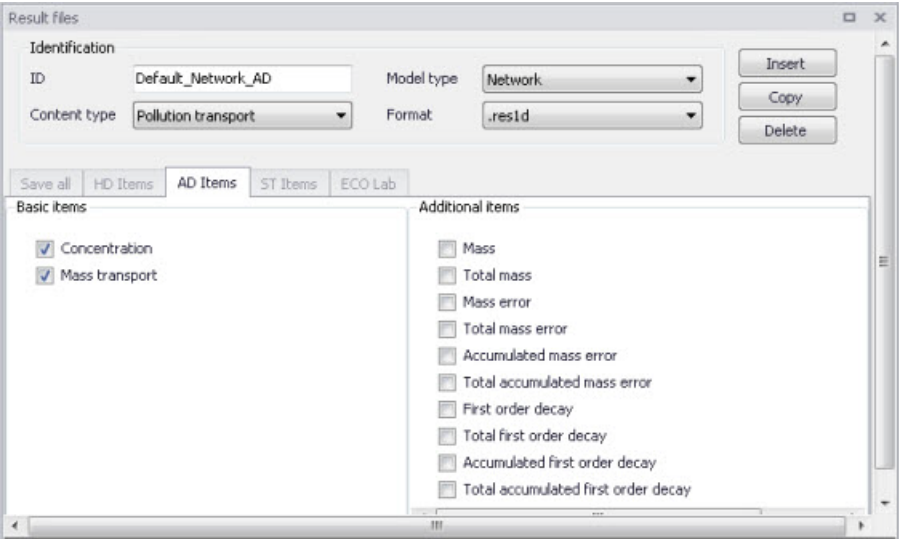 Result files
Identification
ID Default_Network_AD Model type Network Insert
Content type Pollution transport Format .res1d Copy
Delete
Save all HD Items AD Items ST Items ECO Lab
Basic items Additional items
Concentration Mass
Mass transport Total mass
Mass error
Total mass error
Accumulated mass error
Total accumulated mass error
First order decay
Total first order decay
Accumulated first order decay
Total accumulated first order decay